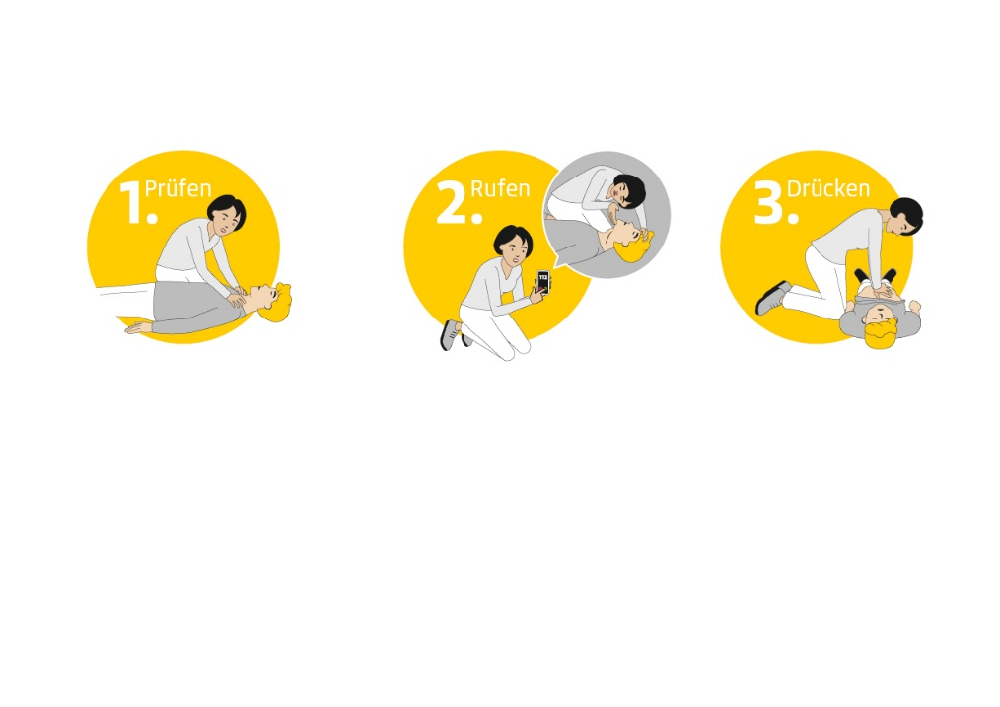 1. Prüfen
2. Rufen
112
3. Drücken